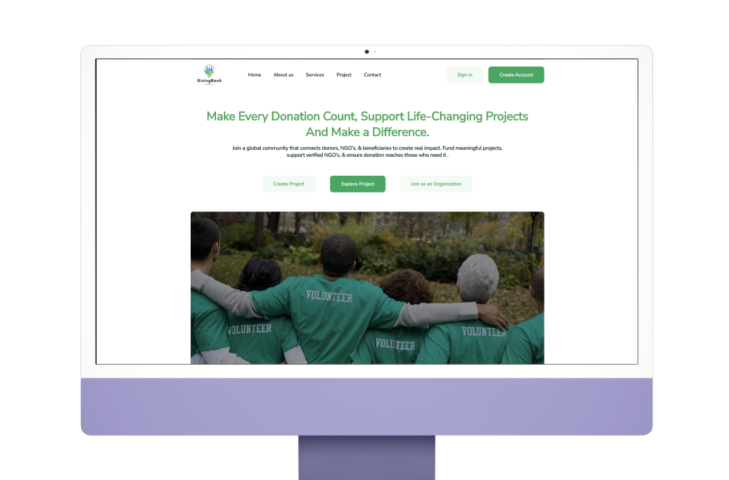 GivingBack
Home
About us
Services
Project
Contact
Sign in
Create Account
Make Every Donation Count, Support Life-Changing Projects
And Make a Difference.
Join a global community that connects donors, NGO's, & beneficiaries to create real impact. Fund meaningful projects,
support verified NGO's, & ensure donation reaches those who need it .
Create Project
Explore Project
Join as an Organization
VOLUNTEER
VOLUNTEER
VOLUNTEER
VOLUNTEER